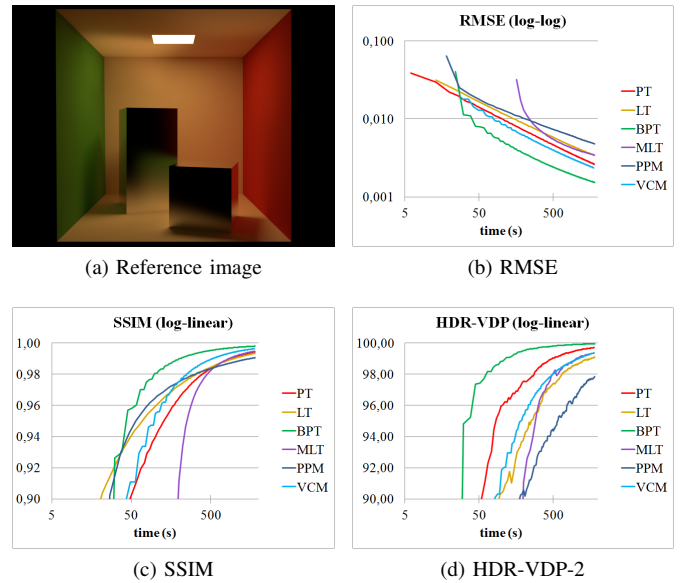 (a) Reference image
RMSE (log-log)
0,100
0,010
0,001
5
50
500
time (s)
PT
LT
BPT
MLT
PPM
VCM
(b) RMSE
SSIM (log-linear)
1,00
0,98
0,96
0,94
0,92
0,90
5
50
500
time (s)
PT
LT
BPT
MLT
PPM
VCM
(c) SSIM
HDR-VDP (log-linear)
100,00
98,00
96,00
94,00
92,00
90,00
5
50
500
time (s)
PT
LT
BPT
MLT
PPM
VCM
(d) HDR-VDP-2